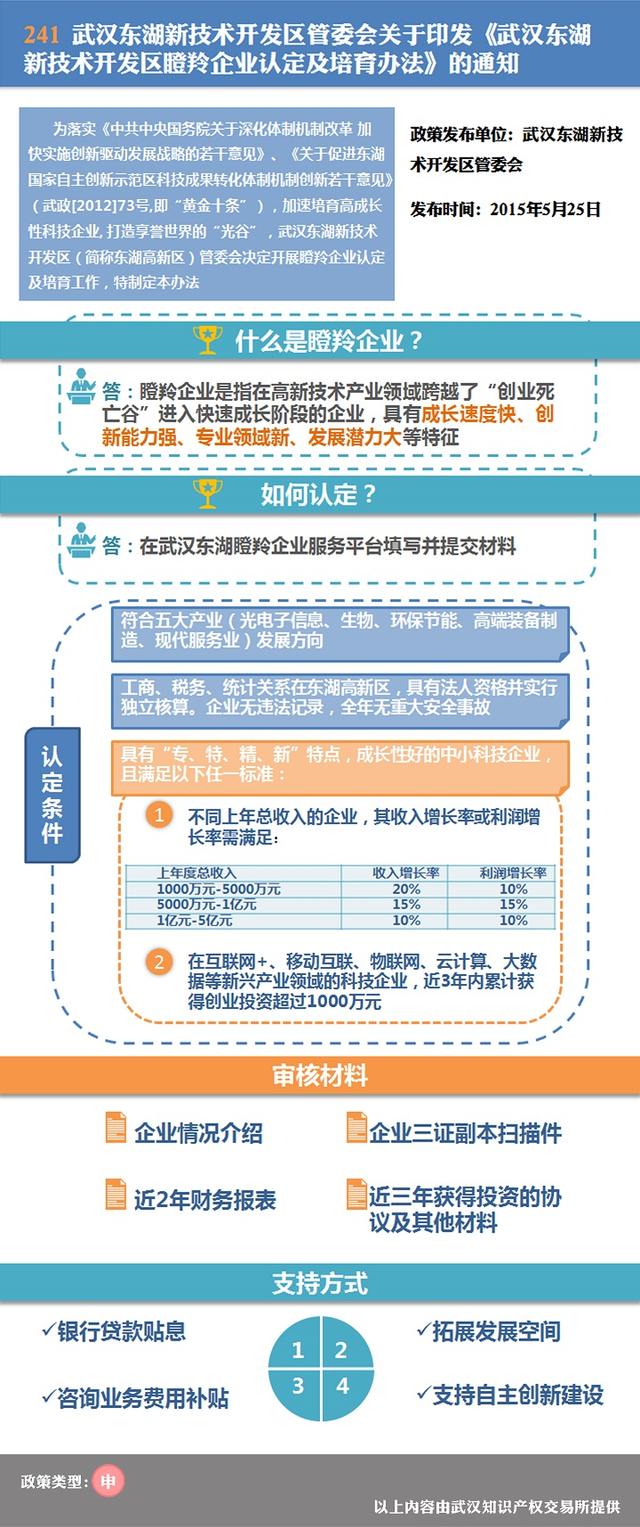 241 武汉东湖新技术开发区管委会关于印发《武汉东湖
新技术开发区瞪羚企业认定及培育办法》的通知
为落实《中共中央国务院关于深化体制机制改革 加
快实施创新驱动发展战略的若干意见》、《关于促进东湖
国家自主创新示范区科技成果转化体制机制创新若干意见》
（武政[2012]73号,即“黄金十条”），加速培育高成长
性科技企业, 打造享誉世界的“光谷”，武汉东湖新技术
开发区（简称东湖高新区）管委会决定开展瞪羚企业认定
及培育工作，特制定本办法
政策发布单位：武汉东湖新技
术开发区管委会
发布时间：2015年5月25日
什么是瞪羚企业？
答：瞪羚企业是指在高新技术产业领域跨越了“创业死
亡谷”进入快速成长阶段的企业，具有成长速度快、创
新能力强、专业领域新、发展潜力大等特征
如何认定？
答：在武汉东湖瞪羚企业服务平台填写并提交材料
认定条件
符合五大产业（光电子信息、生物、环保节能、高端装备制
造、现代服务业）发展方向
工商、税务、统计关系在东湖高新区，具有法人资格并实行
独立核算。企业无违法记录，全年无重大安全事故
具有“专、特、精、新”特点，成长性好的中小科技企业，
且满足以下任一标准：
1 不同上年总收入的企业，其收入增长率或利润增
长率需满足：
上年度总收入 收入增长率 利润增长率
1000万元-5000万元 20% 10%
5000万元-1亿元 15% 15%
1亿元-5亿元 10% 10%
2 在互联网+、移动互联、物联网、云计算、大数
据等新兴产业领域的科技企业，近3年内累计获
得创业投资超过1000万元
审核材料
企业情况介绍
企业三证副本扫描件
近2年财务报表
近三年获得投资的协
议及其他材料
支持方式
✓银行贷款贴息
1 2
✓拓展发展空间
✓咨询业务费用补贴
3 4
✓支持自主创新建设
政策类型：申
以上内容由武汉知识产权交易所提供